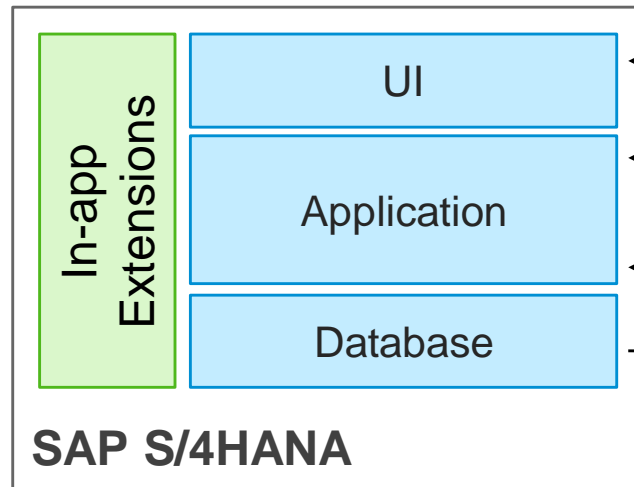 In-app
Extensions
UI
Application
Database
SAP S/4HANA